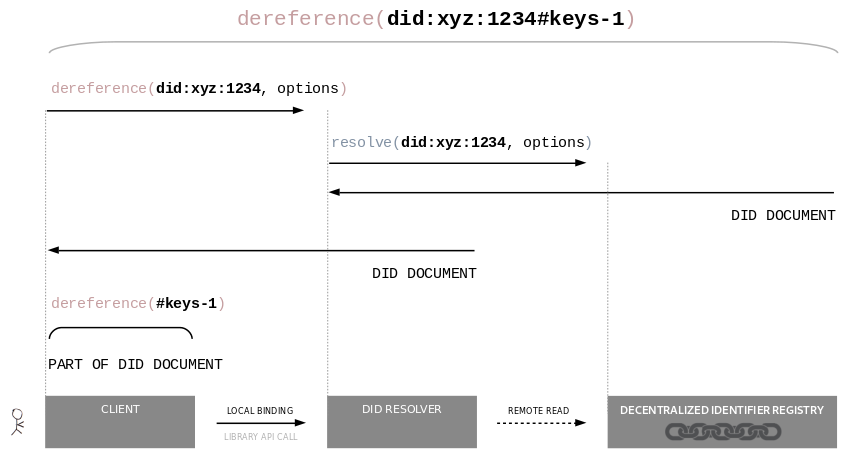 dereference(did:xyz:1234#keys-1)
dereference(did:xyz:1234, options)
resolve(did:xyz:1234, options)
DID DOCUMENT
DID DOCUMENT
dereference(#keys-1)
PART OF DID DOCUMENT
CLIENT
LOCAL BINDING
LIBRARY API CALL
DID RESOLVER
REMOTE READ
DECENTRALIZED IDENTIFIER REGISTRY